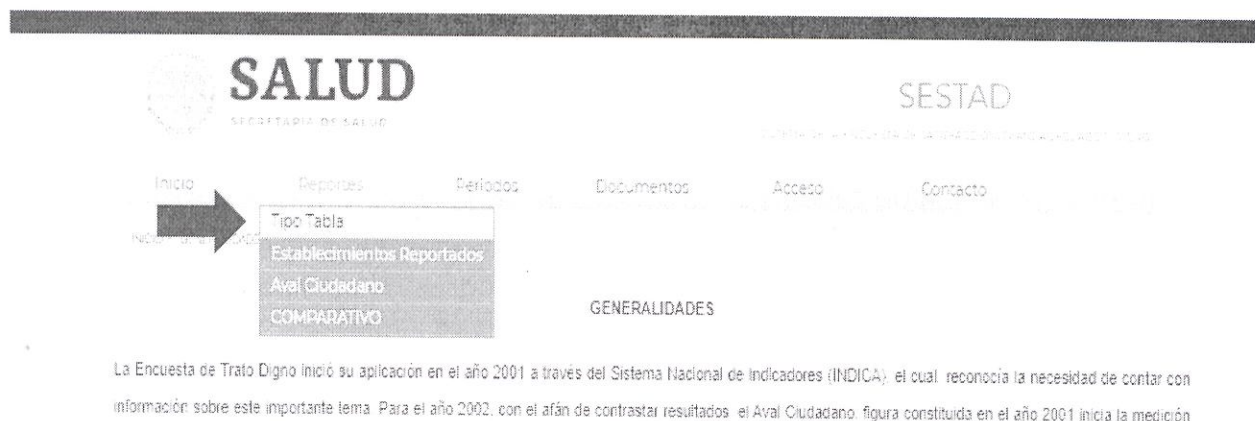 SALUD
SECRETARIA DE SALUD
SESTAD
Inicio Reportes Periodos Documentos Acceso Contacto
Tipo Tabla
INICIO
Establecimientos Reportados
Aval Ciudadano
COMPARATIVO
GENERALIDADES
La Encuesta de Trato Digno inició su aplicación en el año 2001 a través del Sistema Nacional de Indicadores (INDICA), el cual, reconocía la necesidad de contar con
información sobre este importante tema. Para el año 2002, con el afán de contrastar resultados, el Aval Ciudadano, figura constituida en el año 2001 inicia la medición